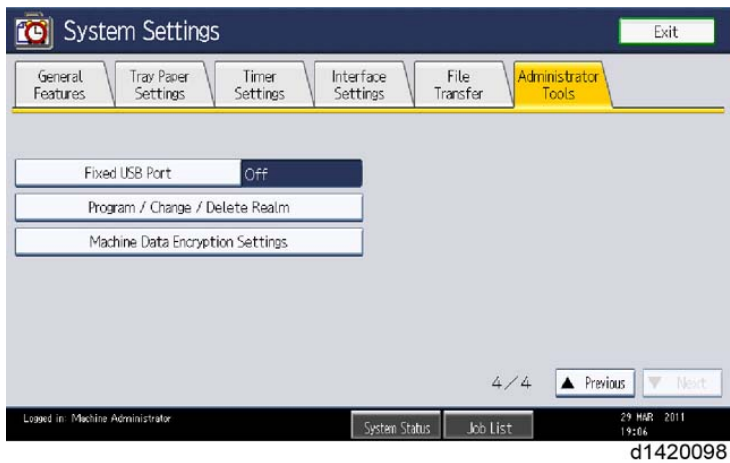 System Settings
Exit
General
Features
Tray Paper
Settings
Timer
Settings
Interface
Settings
File
Transfer
Administrator
Tools
Fixed USB Port
Off
Program / Change / Delete Realm
Machine Data Encryption Settings
4/4
▲ Previous
▼ Next
Logged in: Machine Administrator
System Status
Job List
29 MAR 2011
19:06
d1420098